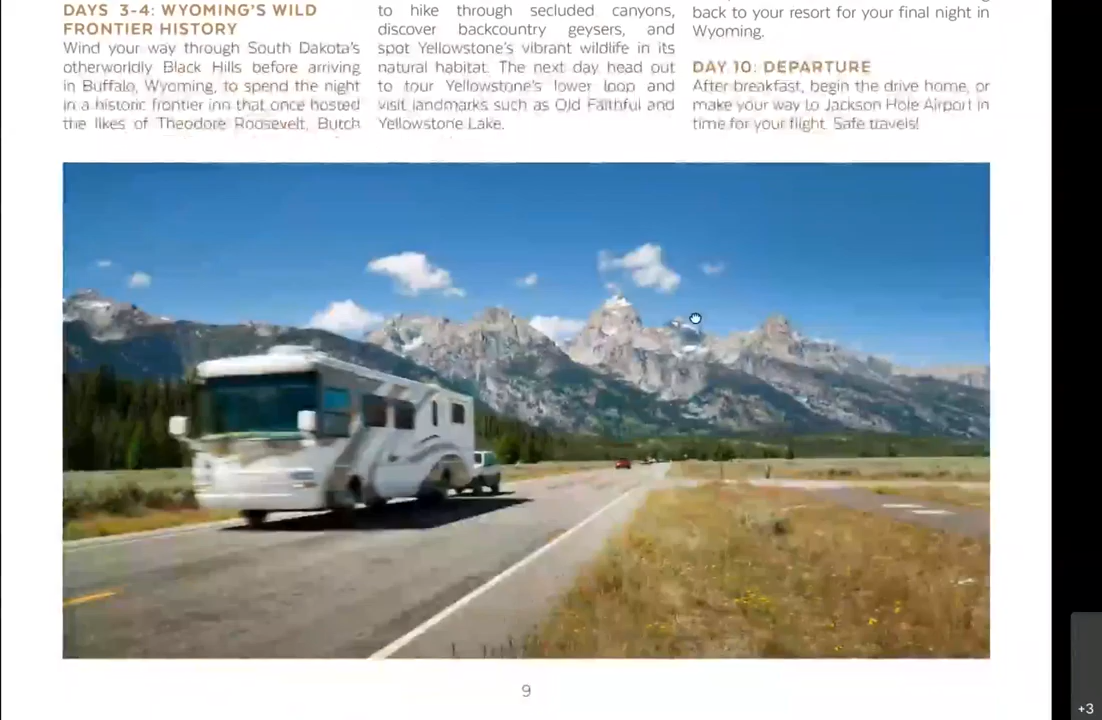 DAYS 3-4: WYOMING'S WILD
FRONTIER HISTORY
Wind your way through South Dakota's
otherworldly Black Hills before arriving
in Buffalo, Wyoming, to spend the night
in a historic frontier inn that once hosted
the likes of Theodore Roosevelt, Butch
to hike through secluded canyons,
discover backcountry geysers, and
spot Yellowstone's vibrant wildlife in its
natural habitat. The next day head out
to tour Yellowstone's lower loop and
visit landmarks such as Old Faithful and
Yellowstone Lake.
back to your resort for your final night in
Wyoming.
DAY 10: DEPARTURE
After breakfast, begin the drive home, or
make your way to Jackson Hole Airport in
time for your flight. Safe travels!
9
+3